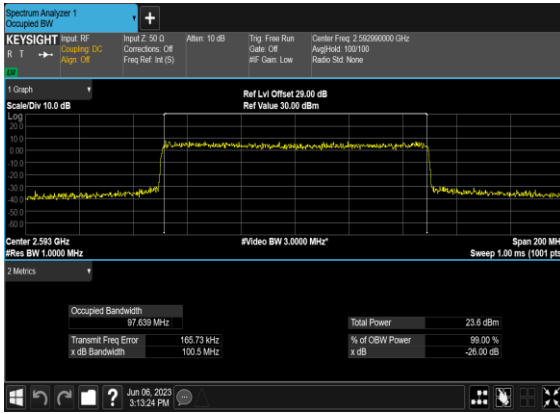 Spectrum Analyzer 1
Occupied BW
+
KEYSIGHT Input: RF Input Z: 50 Ω Atten: 10 dB Trig: Free Run Center Freq: 2.592990000 GHz
R T Coupling: DC Corrections: Off Gate: Off Avg|Hold: 100/100
Align: Off Freq Ref: Int (S) #IF Gain: Low Radio Std: None
1 Graph
Ref Lvl Offset 29.00 dB
Scale/Div 10.0 dB Ref Value 30.00 dBm
Log
20.0
10.0
0.00
-10.0
-20.0
-30.0
-40.0
-50.0
-60.0
Center 2.593 GHz #Video BW 3.0000 MHz* Span 200 MH
#Res BW 1.0000 MHz Sweep 1.00 ms (1001 pts
2 Metrics
Occupied Bandwidth
97.639 MHz
Total Power 23.6 dBm
Transmit Freq Error 165.73 kHz % of OBW Power 99.00 %
x dB Bandwidth 100.5 MHz x dB -26.00 dB
?
Jun 06, 2023
3:13:24 PM